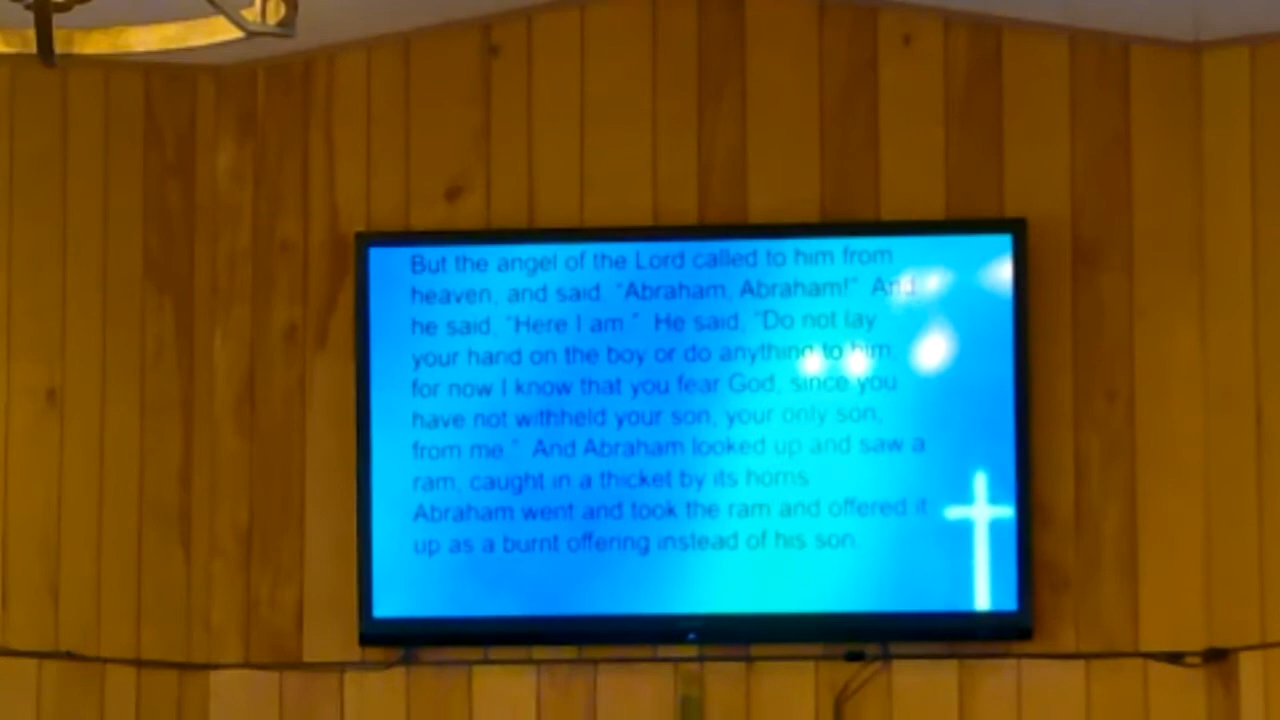 But the angel of the Lord called to him from
heaven, and said, "Abraham, Abraham!" And
he said, "Here I am." He said, "Do not lay
your hand on the boy or do anything to him,
for now I know that you fear God, since you
have not withheld your son, your only son,
from me." And Abraham looked up and saw a
ram, caught in a thicket by its horns.
Abraham went and took the ram and offered it
up as a burnt offering instead of his son.